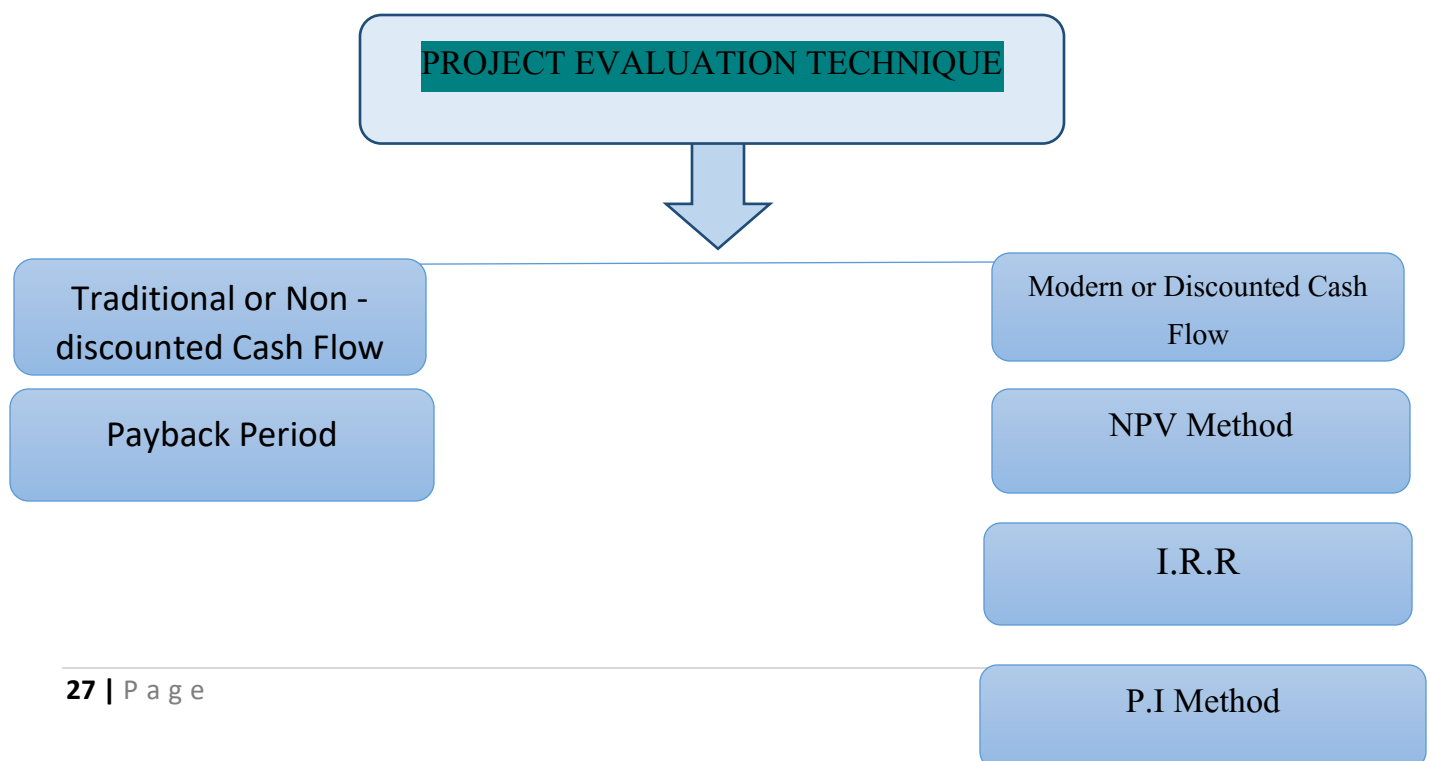 PROJECT EVALUATION TECHNIQUE
Traditional or Non -
discounted Cash Flow
Payback Period
Modern or Discounted Cash
Flow
NPV Method
I.R.R
P.I Method
27 | P a g e